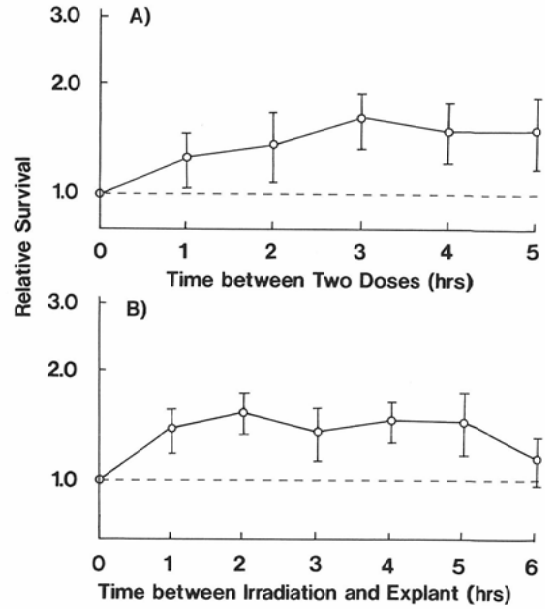 A)
3.0
2.0
1.0
0 1 2 3 4 5
Time between Two Doses (hrs)
Relative Survival
B)
3.0
2.0
1.0
0 1 2 3 4 5 6
Time between Irradiation and Explant (hrs)